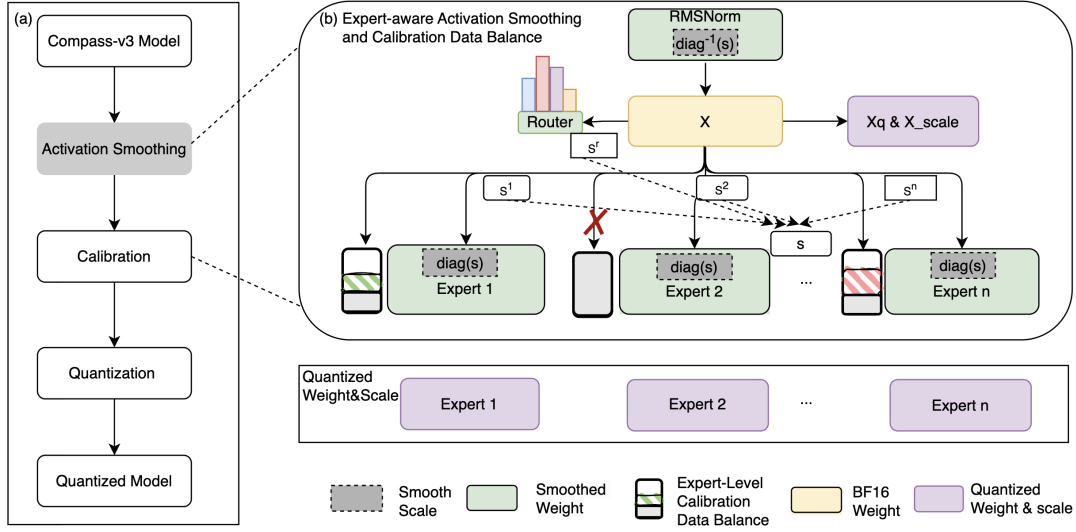 (a)
Compass-v3 Model
Activation Smoothing
Calibration
Quantization
Quantized Model
(b) Expert-aware Activation Smoothing
and Calibration Data Balance
RMSNorm
diag⁻¹(s)
Router
X
Xq & X_scale
sʳ
s¹
s²
sⁿ
s
diag(s)
Expert 1
diag(s)
Expert 2
...
diag(s)
Expert n
Quantized
Weight&Scale
Expert 1
Expert 2
...
Expert n
Smooth
Scale
Smoothed
Weight
Expert-Level
Calibration
Data Balance
BF16
Weight
Quantized
Weight & scale